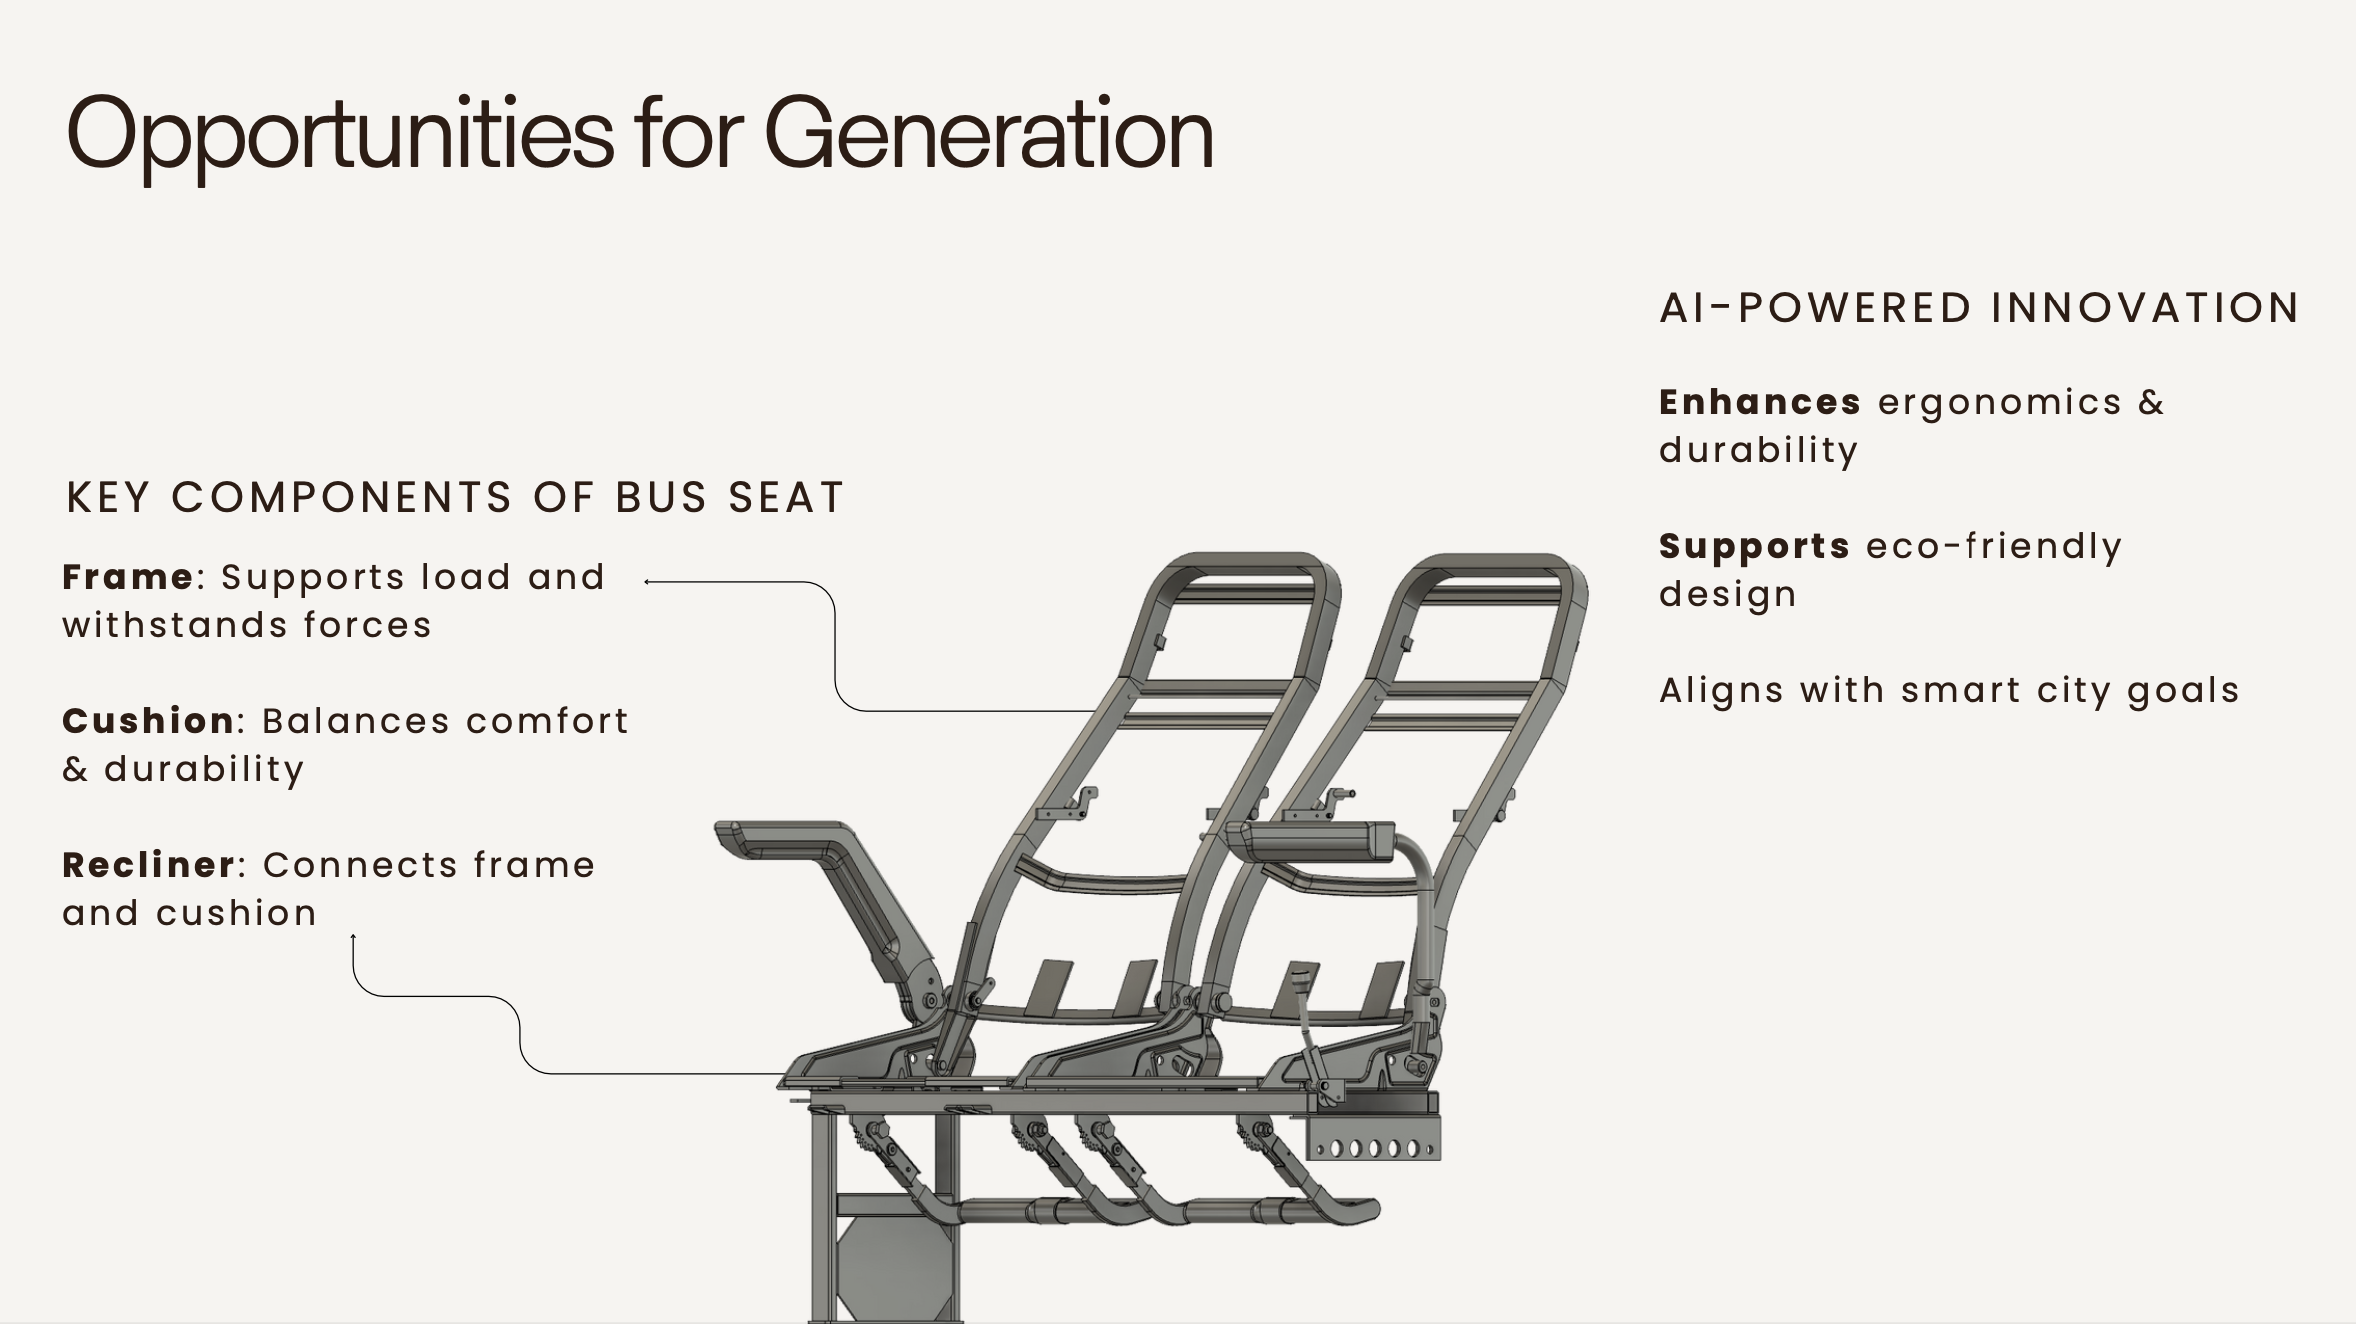 Opportunities for Generation
KEY COMPONENTS OF BUS SEAT
Frame: Supports load and
withstands forces
Cushion: Balances comfort
& durability
Recliner: Connects frame
and cushion
AI-POWERED INNOVATION
Enhances ergonomics &
durability
Supports eco-friendly
design
Aligns with smart city goals